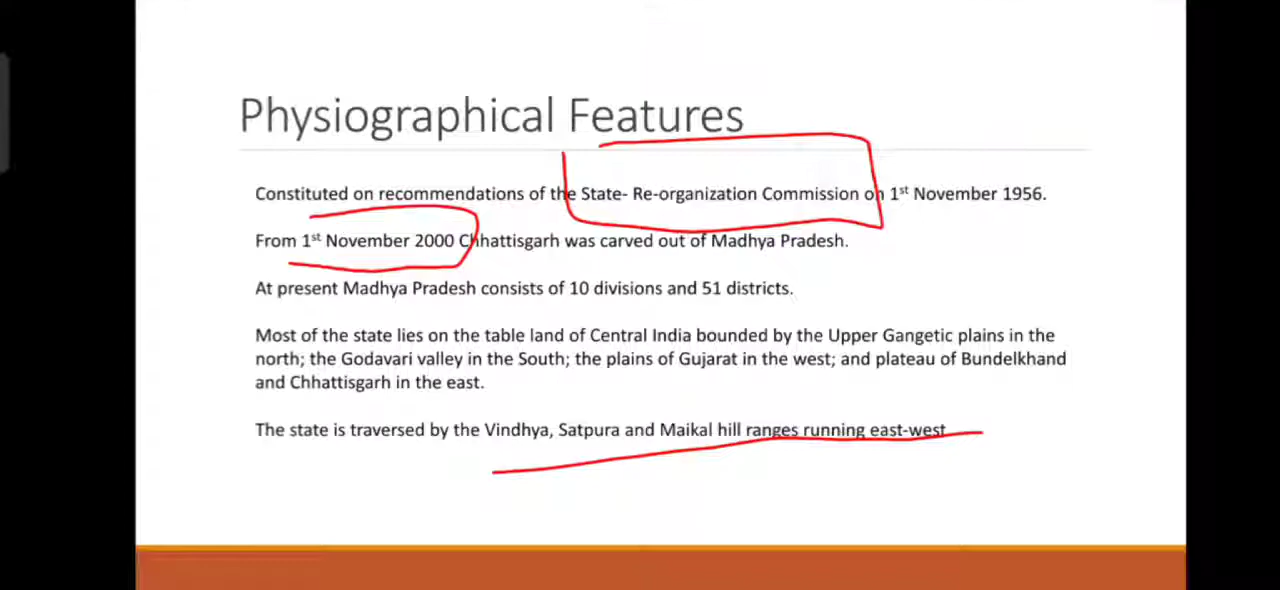 Physiographical Features
Constituted on recommendations of the State- Re-organization Commission on 1st November 1956.
From 1st November 2000 Chhattisgarh was carved out of Madhya Pradesh.
At present Madhya Pradesh consists of 10 divisions and 51 districts.
Most of the state lies on the table land of Central India bounded by the Upper Gangetic plains in the
north; the Godavari valley in the South; the plains of Gujarat in the west; and plateau of Bundelkhand
and Chhattisgarh in the east.
The state is traversed by the Vindhya, Satpura and Maikal hill ranges running east-west